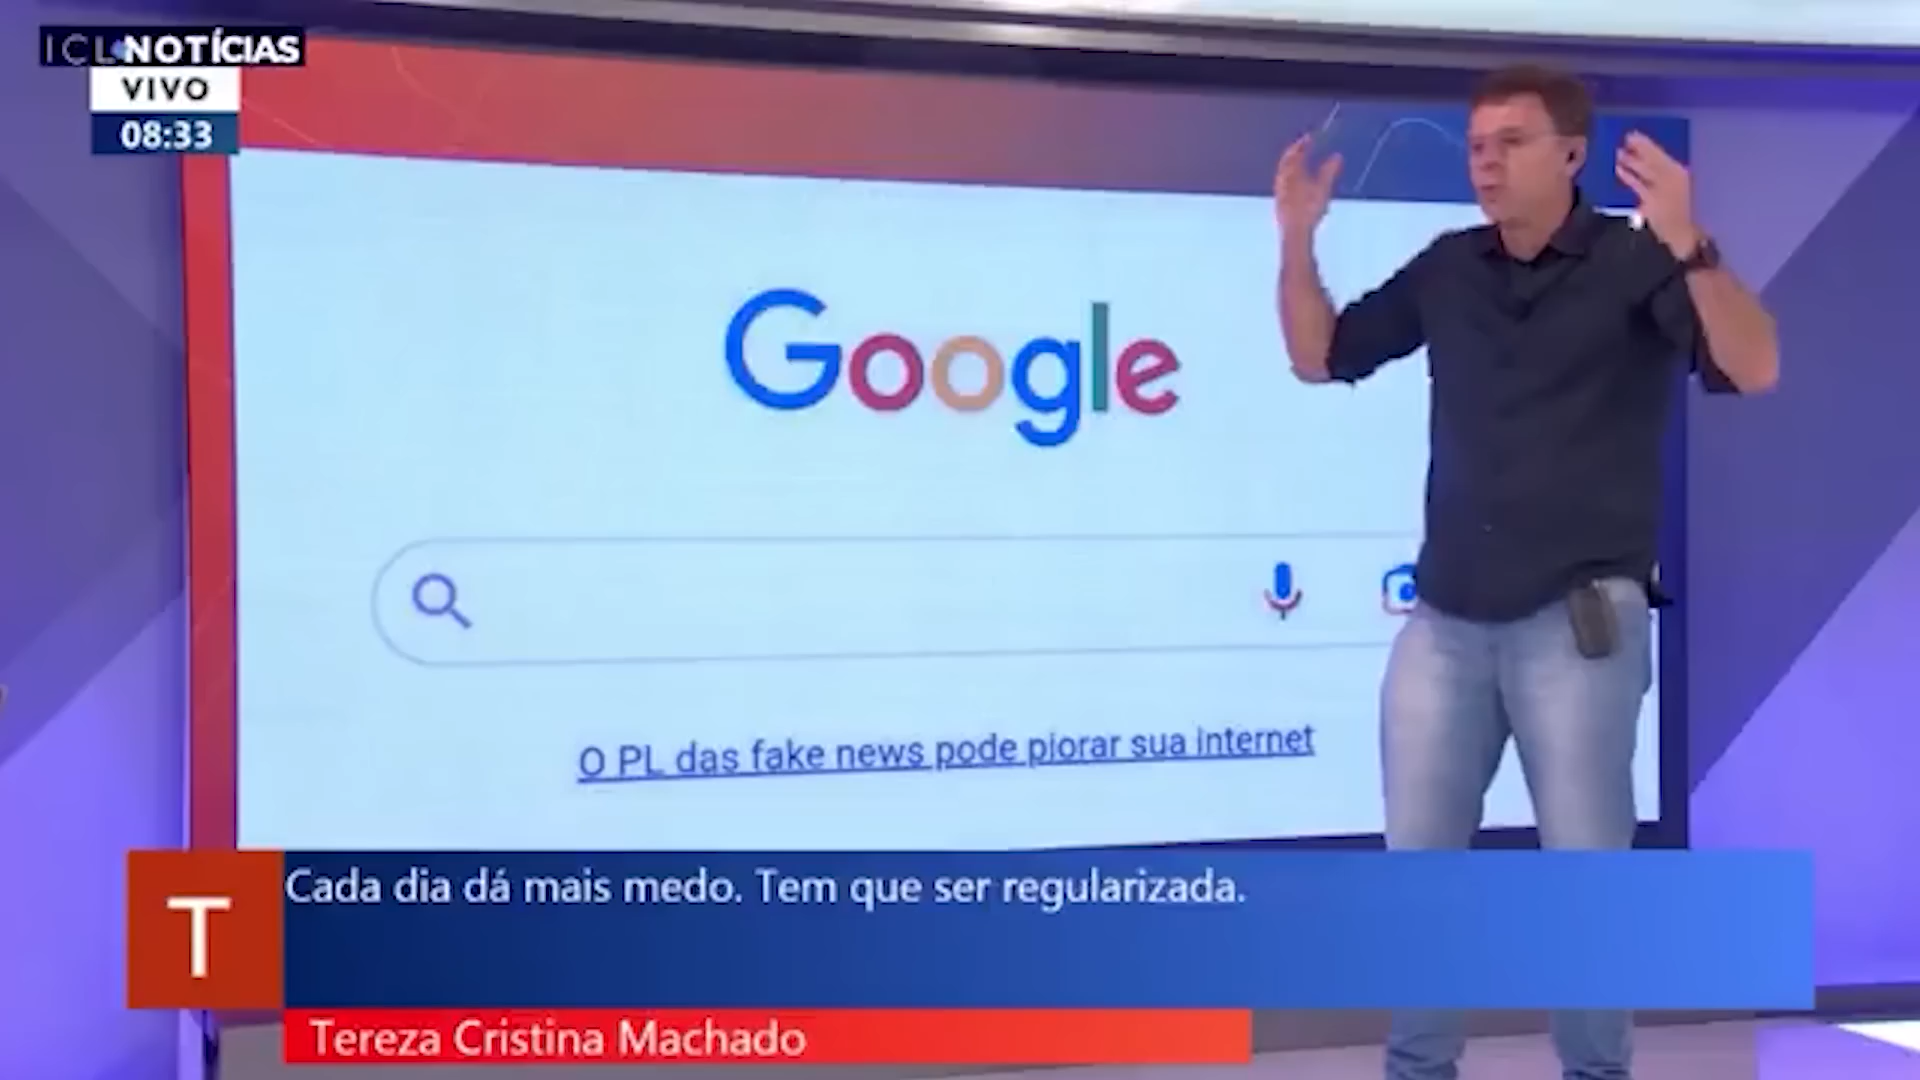 ICL NOTÍCIAS
VIVO
08:33
Google
O PL das fake news pode piorar sua internet
Cada dia dá mais medo. Tem que ser regularizada.
T
Tereza Cristina Machado